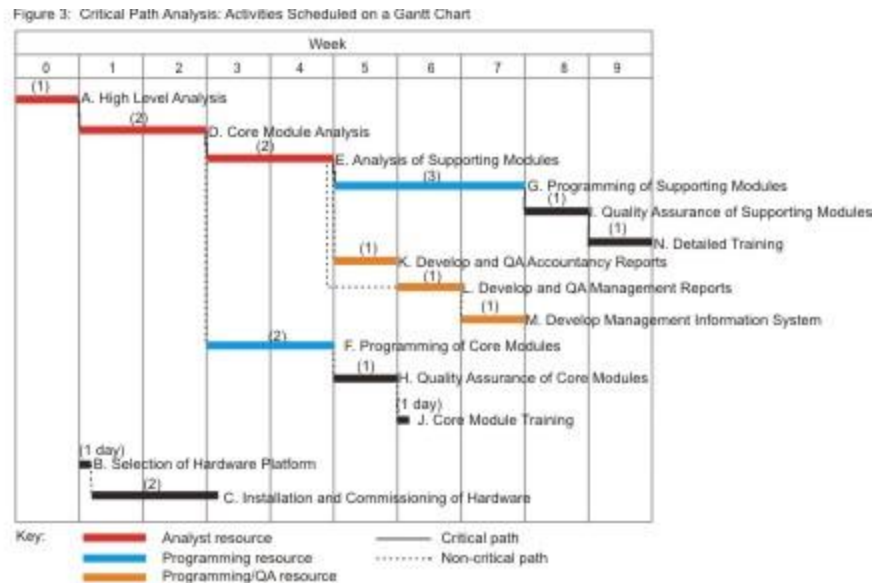 Figure 3: Critical Path Analysis: Activities Scheduled on a Gantt Chart
Week
0 1 2 3 4 5 6 7 8 9
(1)
A. High Level Analysis
(2)
D. Core Module Analysis
(2)
E. Analysis of Supporting Modules
(3)
G. Programming of Supporting Modules
(1)
I. Quality Assurance of Supporting Modules
(1)
N. Detailed Training
(1)
K. Develop and QA Accountancy Reports
(1)
L. Develop and QA Management Reports
(1)
M. Develop Management Information System
(2)
F. Programming of Core Modules
(1)
H. Quality Assurance of Core Modules
(1 day)
J. Core Module Training
(1 day)
B. Selection of Hardware Platform
(2)
C. Installation and Commissioning of Hardware
Key:
Analyst resource
Critical path
Programming resource
Non-critical path
Programming/QA resource